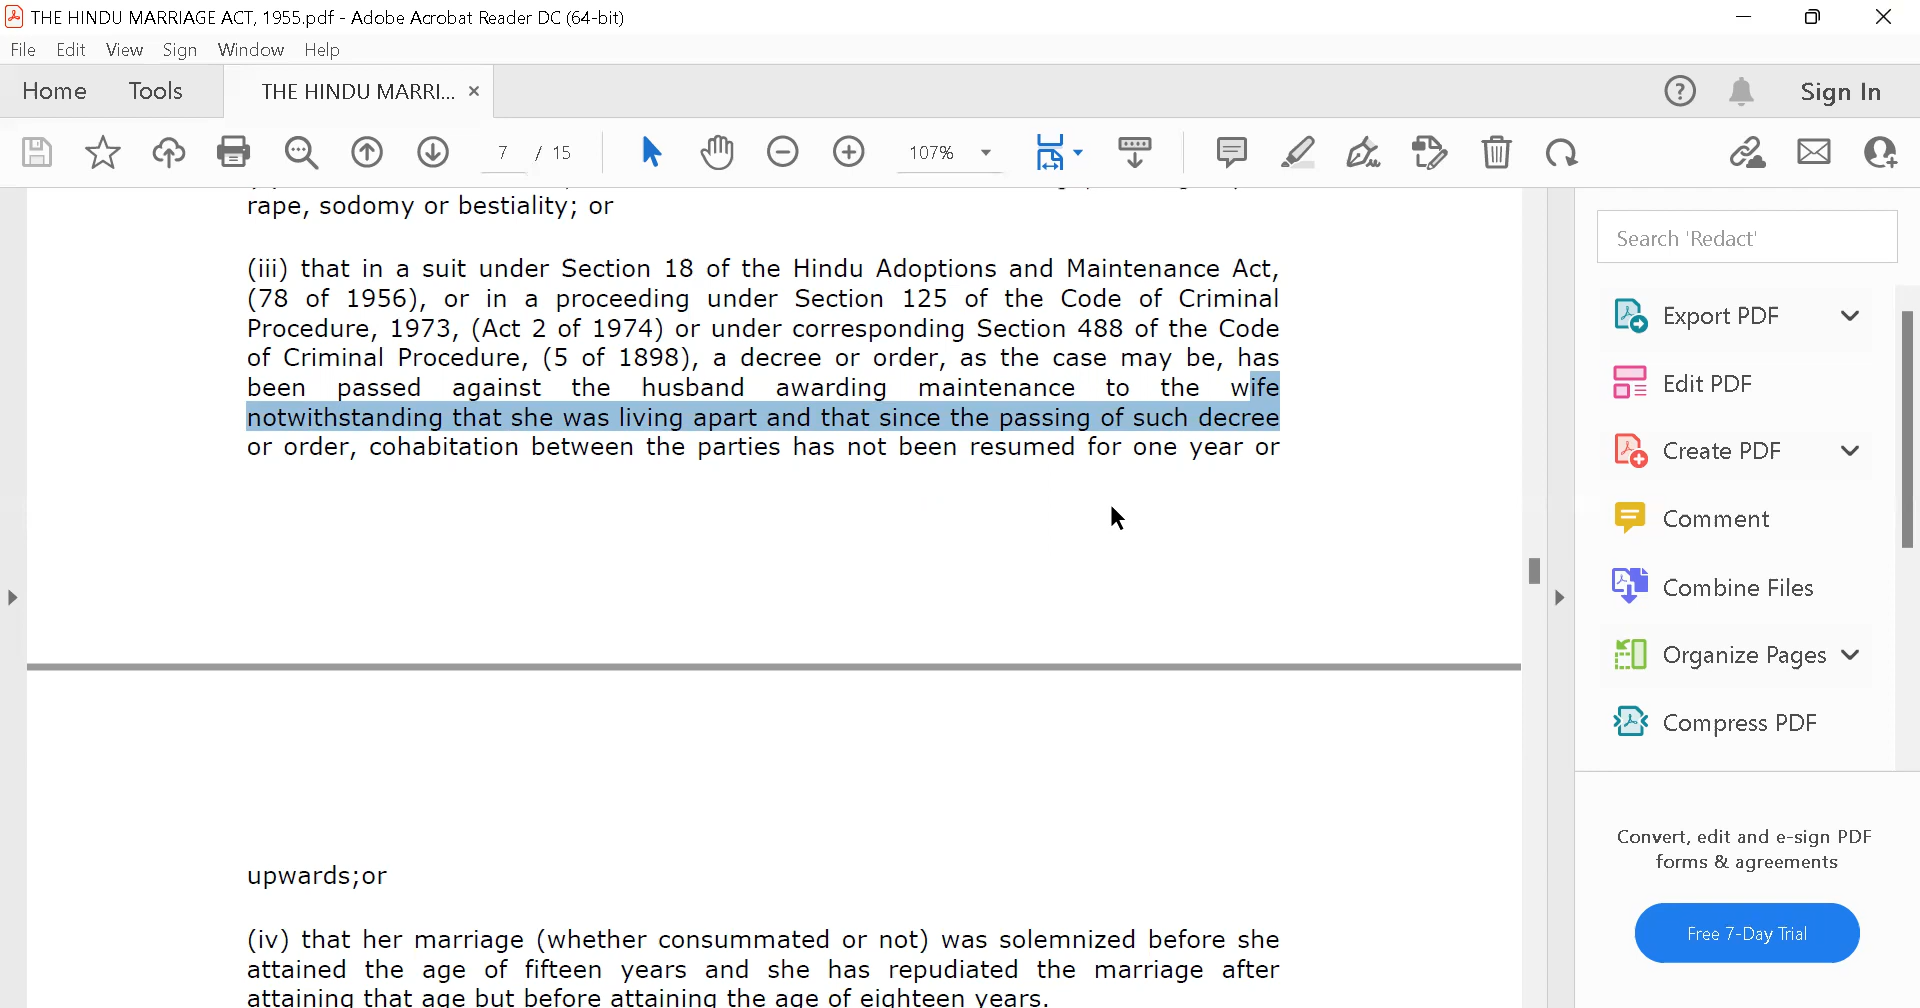 THE HINDU MARRIAGE ACT, 1955.pdf - Adobe Acrobat Reader DC (64-bit)
File Edit View Sign Window Help
Home Tools THE HINDU MARRI... × Sign In
7 / 15 107%
rape, sodomy or bestiality; or
(iii) that in a suit under Section 18 of the Hindu Adoptions and Maintenance Act,
(78 of 1956), or in a proceeding under Section 125 of the Code of Criminal
Procedure, 1973, (Act 2 of 1974) or under corresponding Section 488 of the Code
of Criminal Procedure, (5 of 1898), a decree or order, as the case may be, has
been passed against the husband awarding maintenance to the wife
notwithstanding that she was living apart and that since the passing of such decree
or order, cohabitation between the parties has not been resumed for one year or
upwards;or
(iv) that her marriage (whether consummated or not) was solemnized before she
attained the age of fifteen years and she has repudiated the marriage after
attaining that age but before attaining the age of eighteen years.
Search 'Redact'
Export PDF
Edit PDF
Create PDF
Comment
Combine Files
Organize Pages
Compress PDF
Convert, edit and e-sign PDF
forms & agreements
Free 7-Day Trial